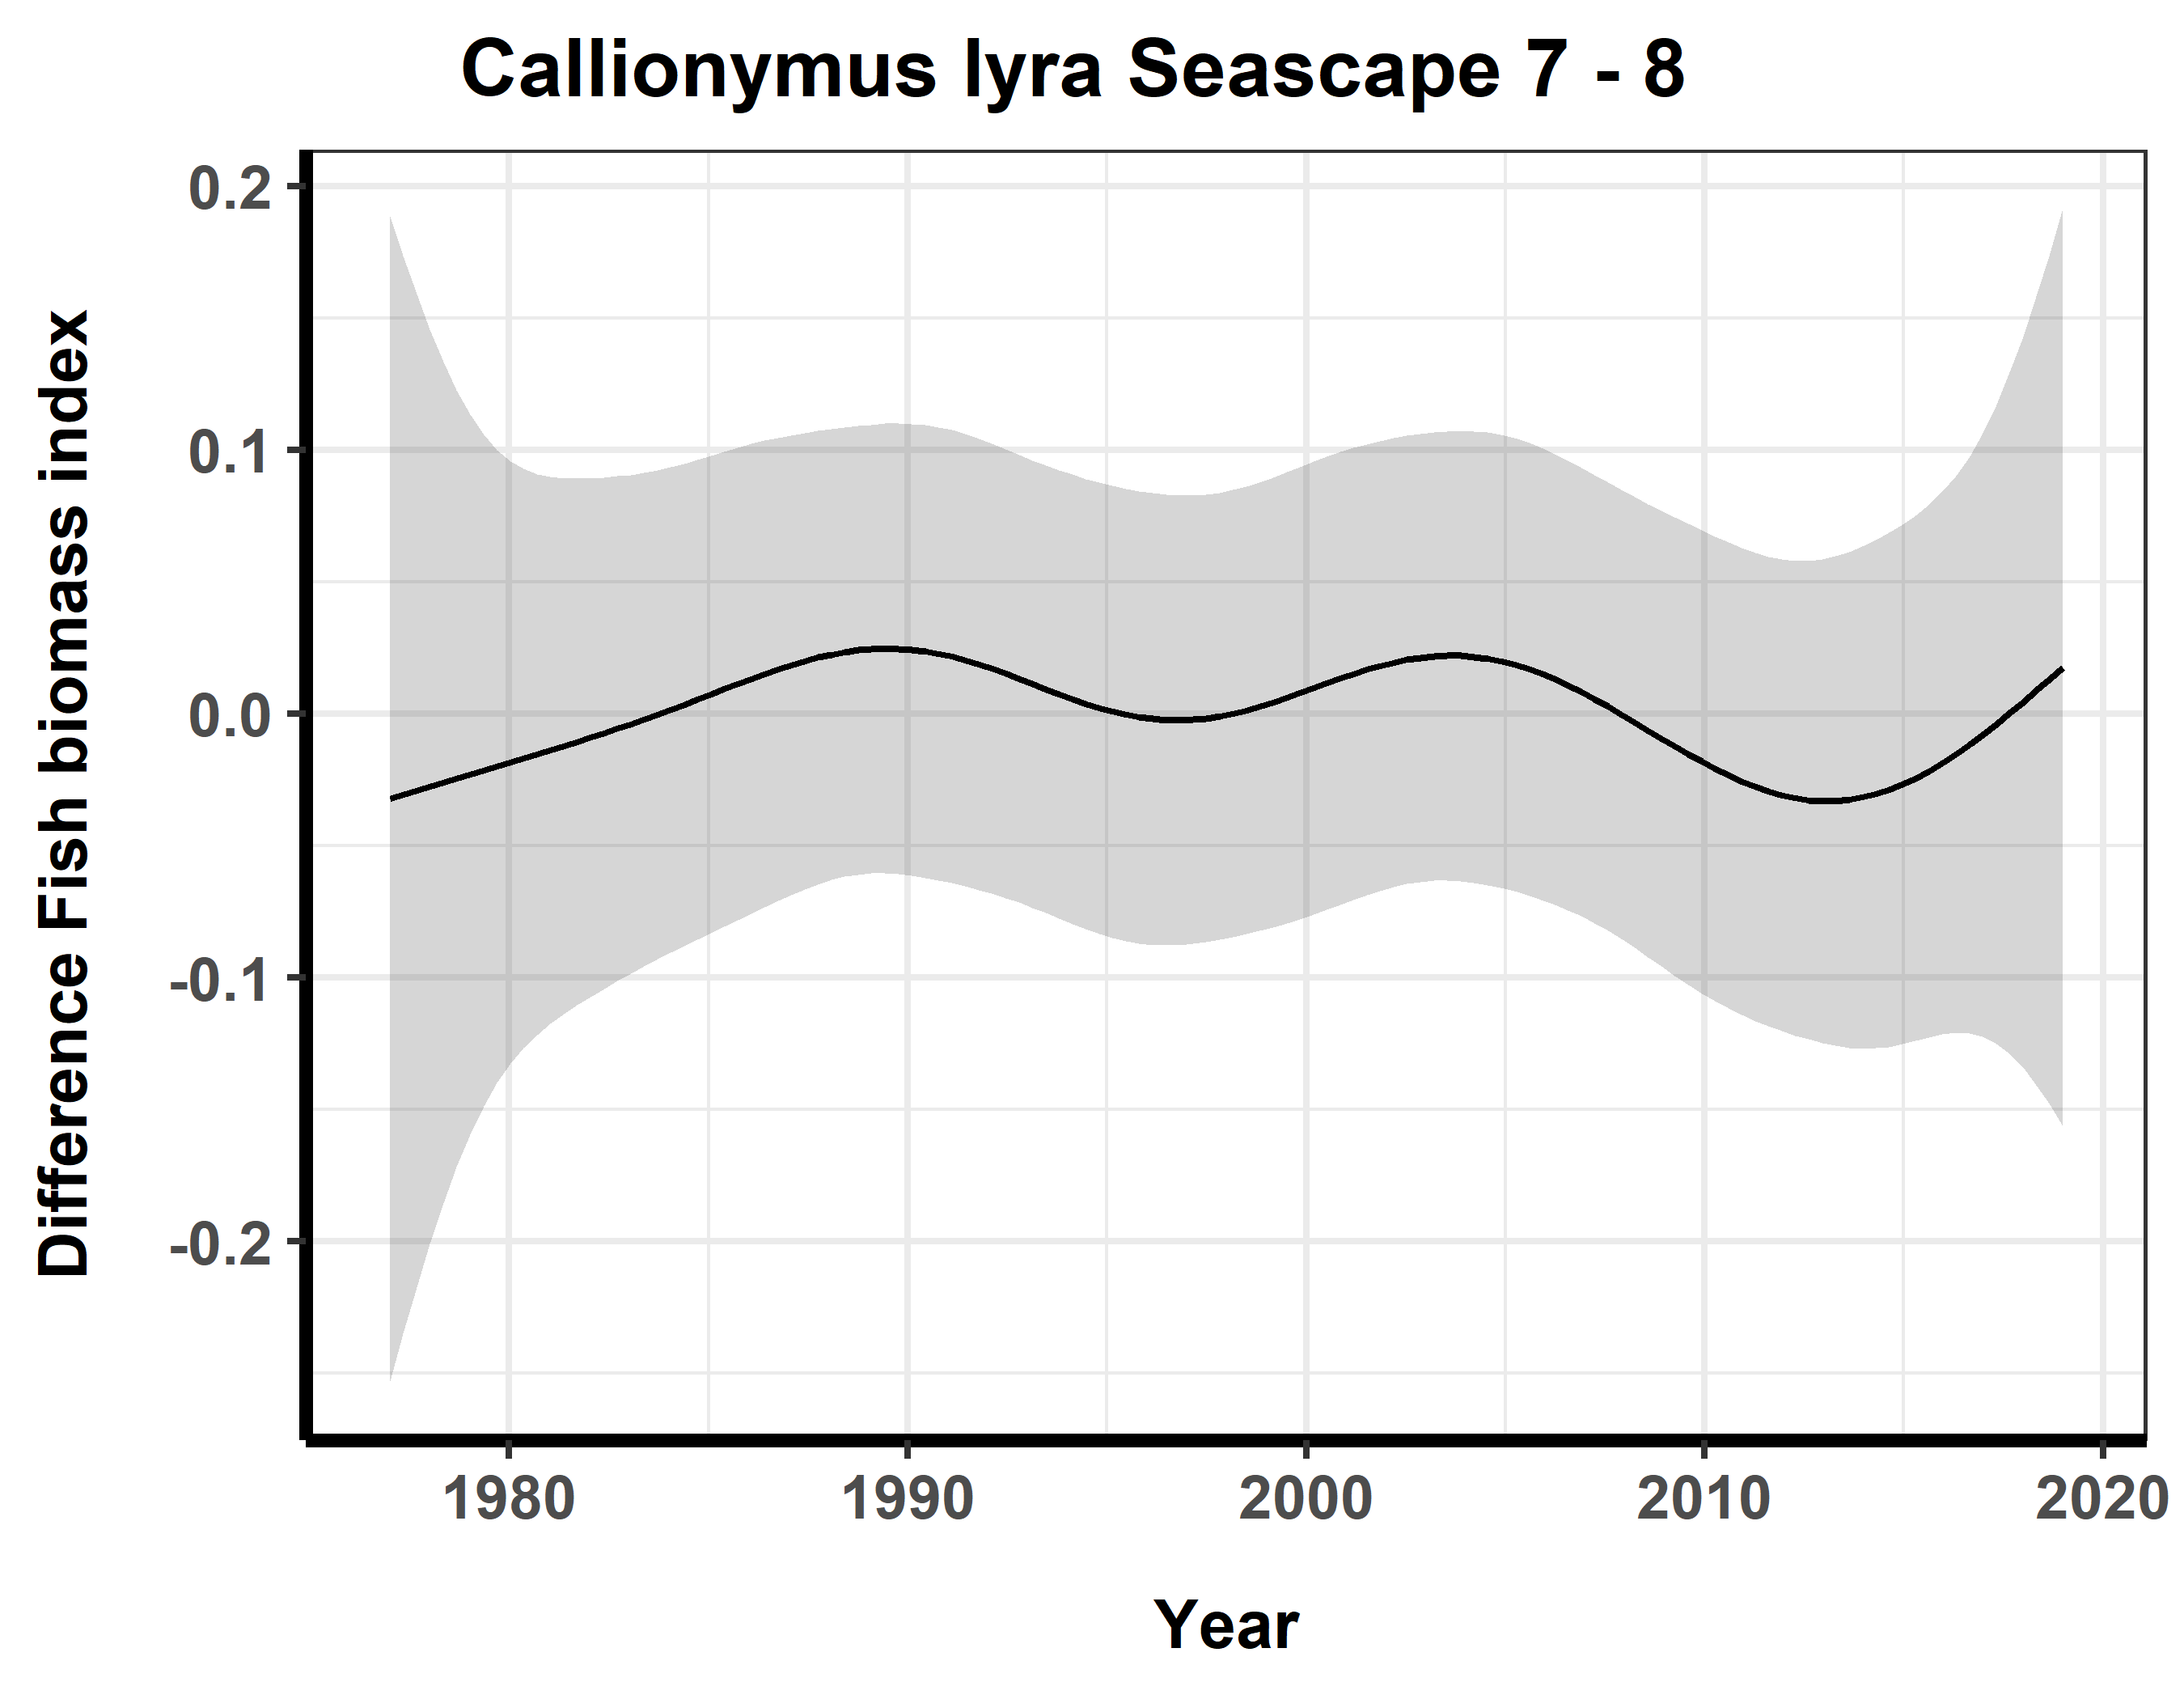 Callionymus lyra Seascape 7 - 8
Difference Fish biomass index
0.2
0.1
0.0
-0.1
-0.2
1980 1990 2000 2010 2020
Year